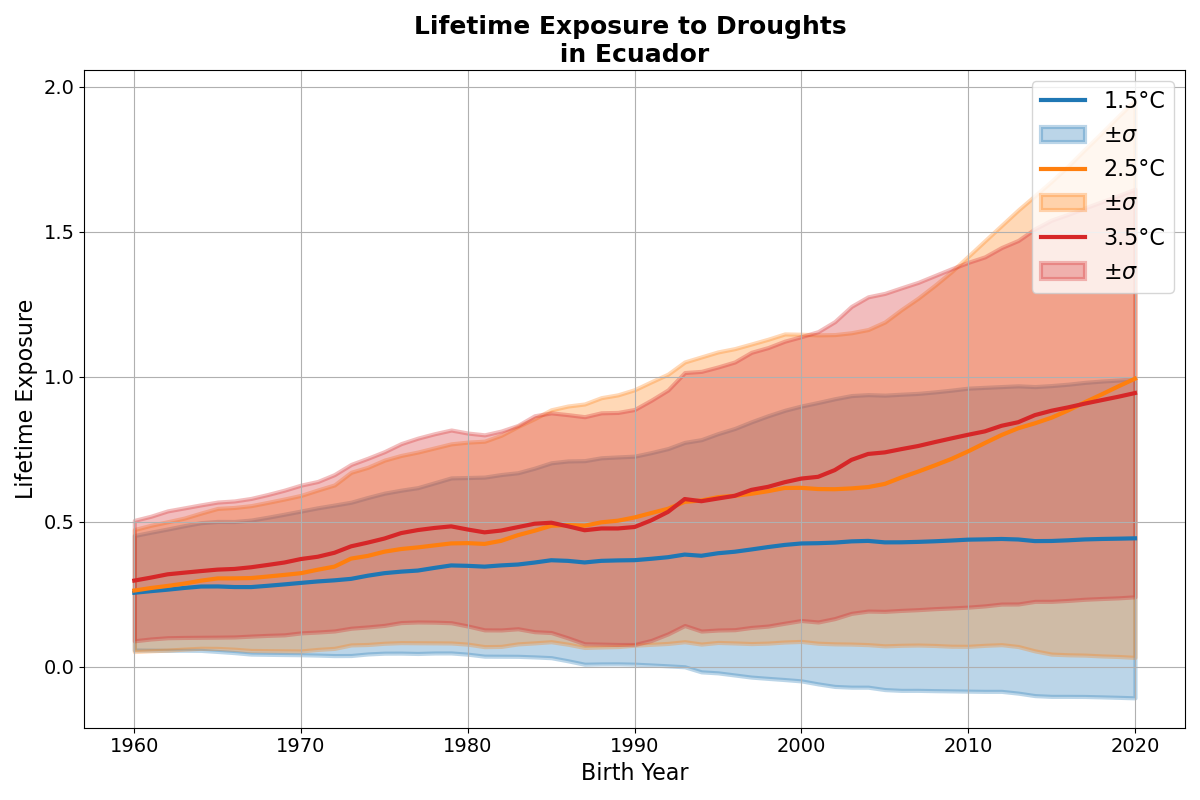 Lifetime Exposure to Droughts
in Ecuador
2.0
1.5
1.0
0.5
0.0
Lifetime Exposure
1.5°C
±σ
2.5°C
±σ
3.5°C
±σ
1960 1970 1980 1990 2000 2010 2020
Birth Year